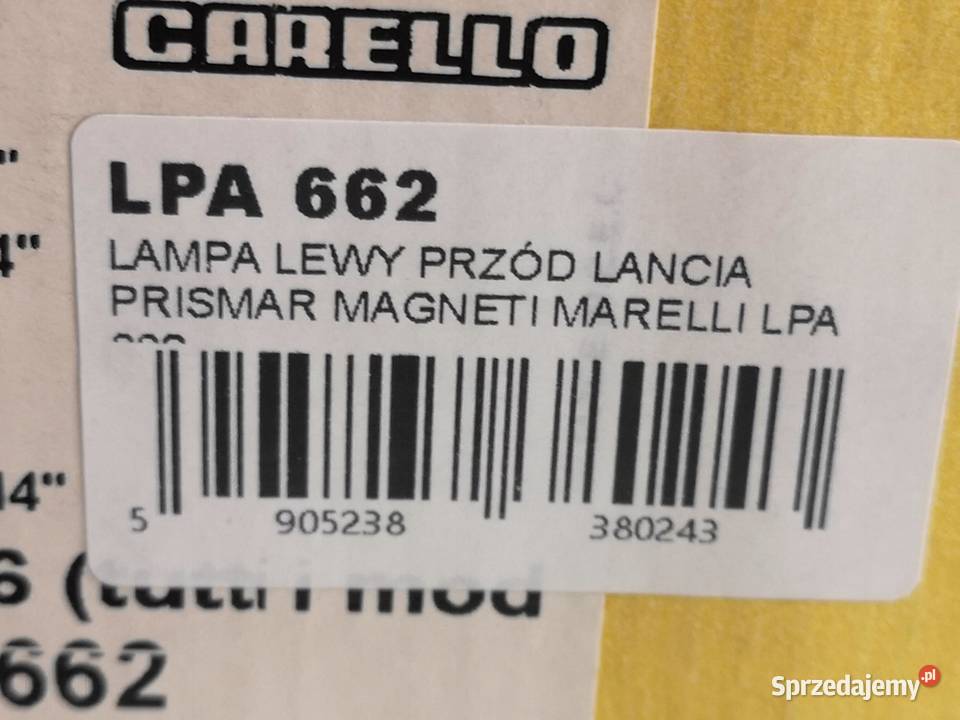 CARELLO
LPA 662
LAMPA LEWY PRZÓD LANCIA
PRISMAR MAGNETI MARELLI LPA
4"
5 905238 380243
14"
6 (tutti i mod
662
Sprzedajemy.pl